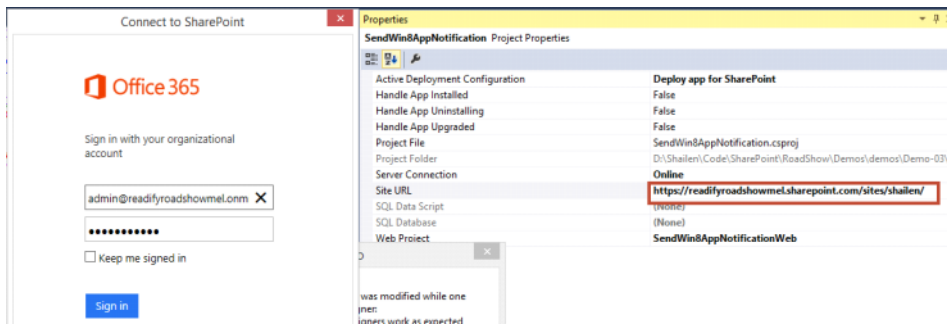 Connect to SharePoint
Office 365
Sign in with your organizational
account
admin@readifyroadshowmel.onm
Keep me signed in
Sign in
Properties
SendWin8AppNotification Project Properties
Active Deployment Configuration Deploy app for SharePoint
Handle App Installed False
Handle App Uninstalling False
Handle App Upgraded False
Project File SendWin8AppNotification.csproj
Project Folder D:\Shailen\Code\SharePoint\RoadShow\Demos\demos\Demo-03\
Server Connection Online
Site URL https://readifyroadshowmel.sharepoint.com/sites/shailen/
SQL Data Script (None)
SQL Database (None)
Web Project SendWin8AppNotificationWeb
was modified while one
gner:
igners work as expected